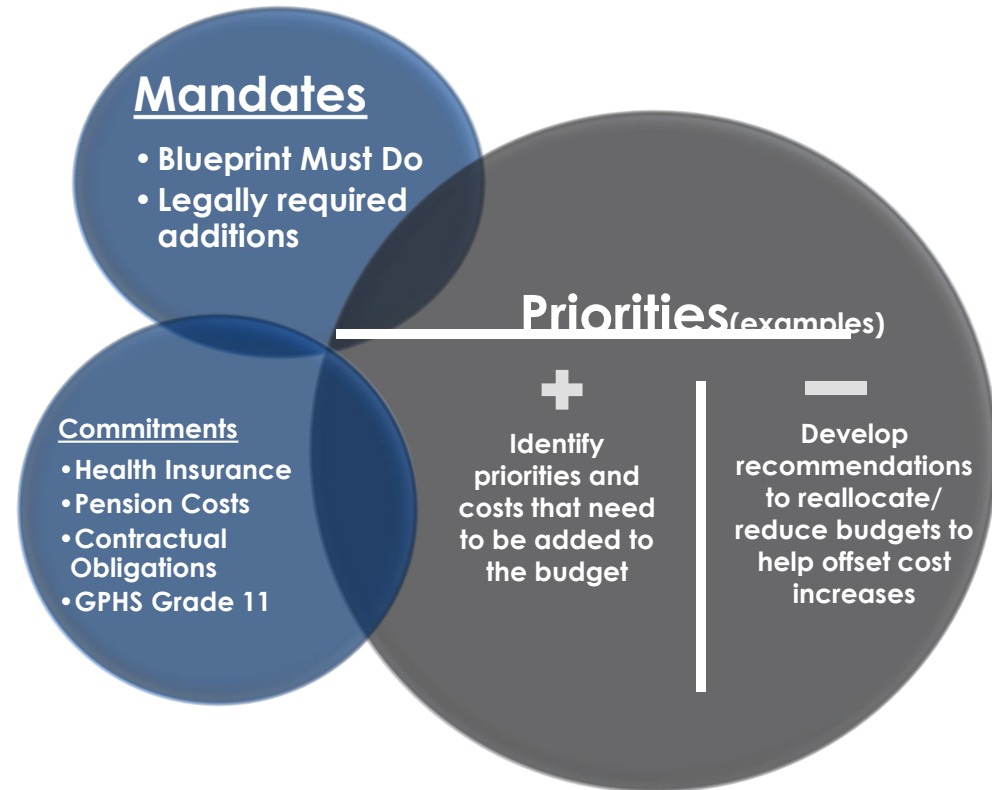 Mandates
• Blueprint Must Do
• Legally required
additions
Priorities(examples)
Commitments
•Health Insurance
•Pension Costs
•Contractual
Obligations
•GPHS Grade 11
Identify
priorities and
costs that need
to be added to
the budget
Develop
recommendations
to reallocate/
reduce budgets to
help offset cost
increases